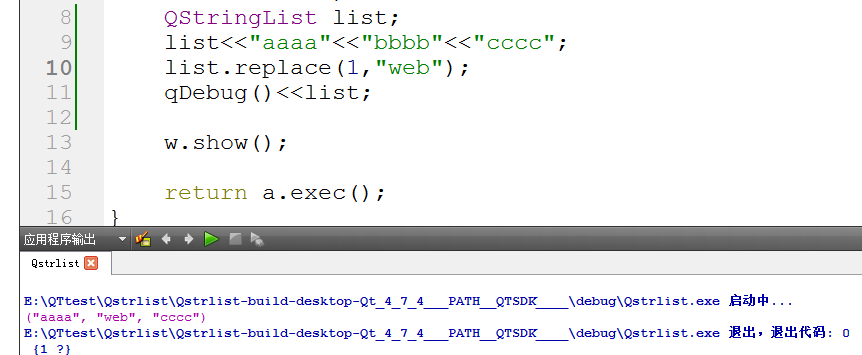 8 QStringList list;
9 list<<"aaaa"<<"bbbb"<<"cccc";
10 list.replace(1,"web");
11 qDebug()<<list;
12
13 w.show();
14
15 return a.exec();
16 }
应用程序输出
Qstrlist
E:\QTtest\Qstrlist\Qstrlist-build-desktop-Qt_4_7_4___PATH__QTSDK____\debug\Qstrlist.exe 启动中...
("aaaa", "web", "cccc")
E:\QTtest\Qstrlist\Qstrlist-build-desktop-Qt_4_7_4___PATH__QTSDK____\debug\Qstrlist.exe 退出，退出代码: 0
{1 ?}